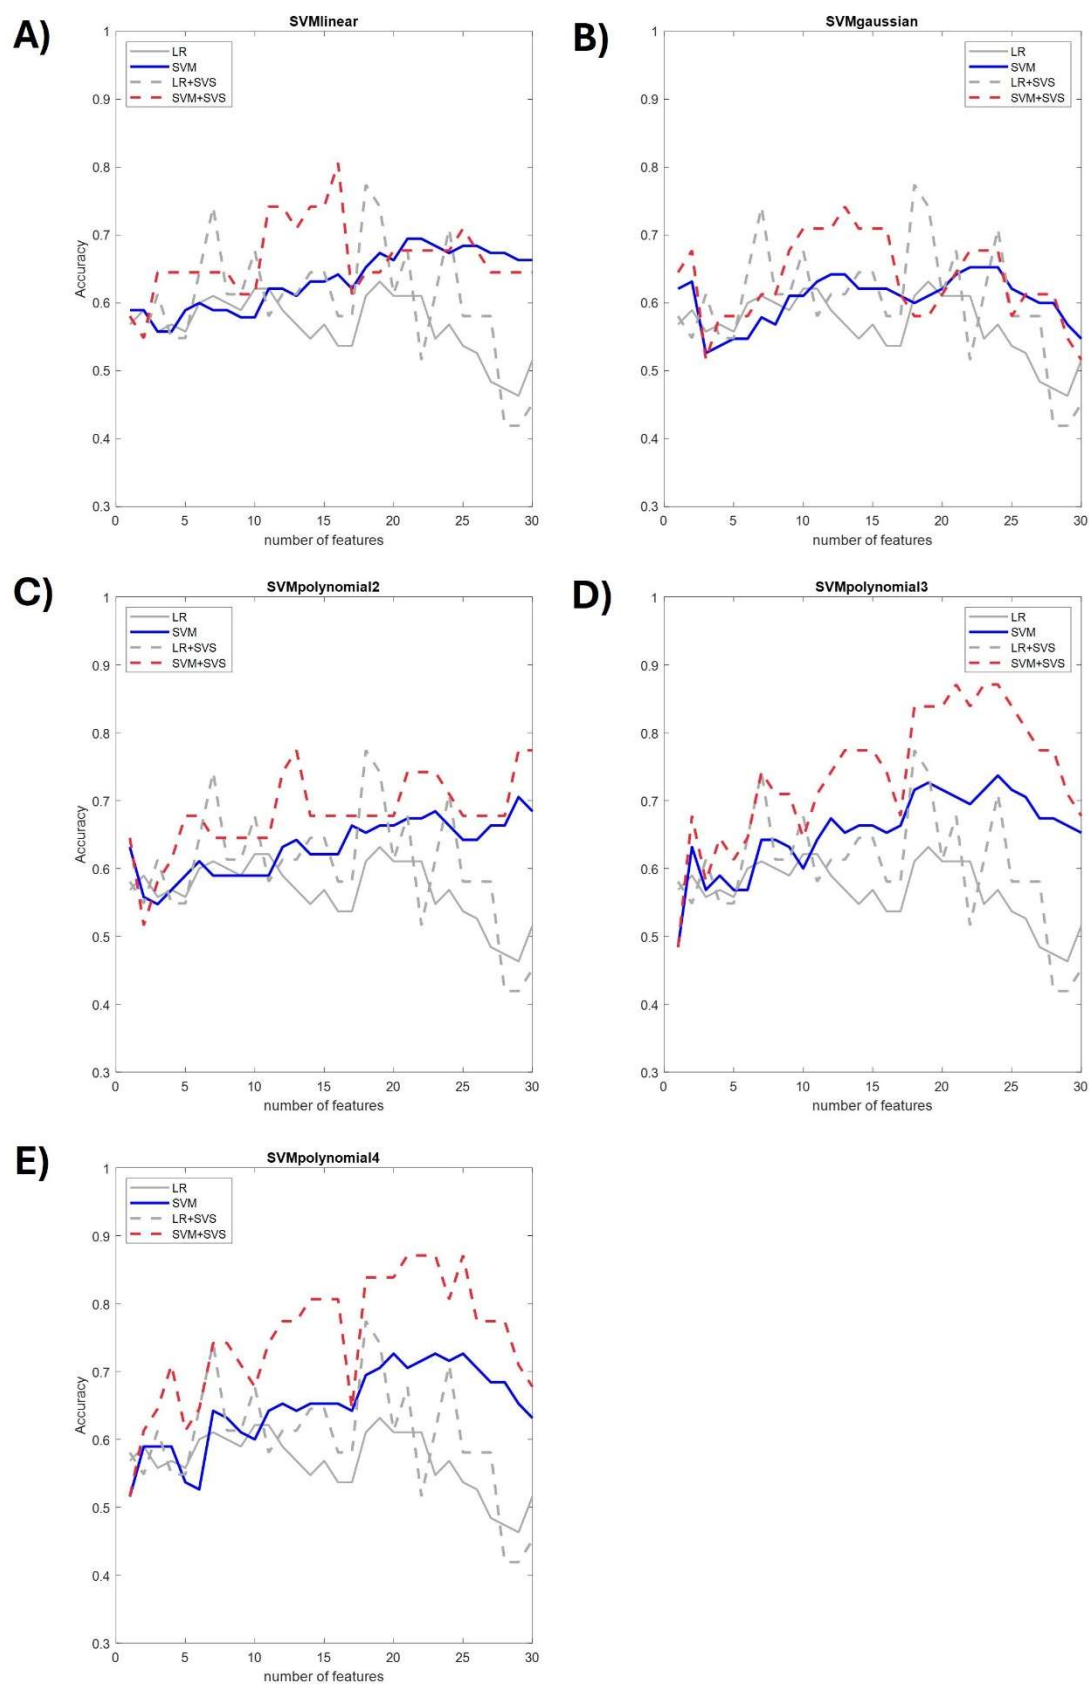 A)
SVMlinear
LR
SVM
LR+SVS
SVM+SVS
Accuracy
1
0.9
0.8
0.7
0.6
0.5
0.4
0.3
0 5 10 15 20 25 30
number of features
B)
SVMgaussian
LR
SVM
LR+SVS
SVM+SVS
1
0.9
0.8
0.7
0.6
0.5
0.4
0.3
0 5 10 15 20 25 30
number of features
C)
SVMpolynomial2
LR
SVM
LR+SVS
SVM+SVS
Accuracy
1
0.9
0.8
0.7
0.6
0.5
0.4
0.3
0 5 10 15 20 25 30
number of features
D)
SVMpolynomial3
LR
SVM
LR+SVS
SVM+SVS
1
0.9
0.8
0.7
0.6
0.5
0.4
0.3
0 5 10 15 20 25 30
number of features
E)
SVMpolynomial4
LR
SVM
LR+SVS
SVM+SVS
Accuracy
1
0.9
0.8
0.7
0.6
0.5
0.4
0.3
0 5 10 15 20 25 30
number of features